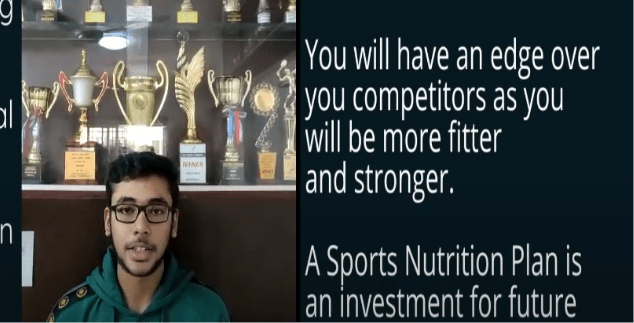 g
al
n
You will have an edge over
you competitors as you
will be more fitter
and stronger.
A Sports Nutrition Plan is
an investment for future